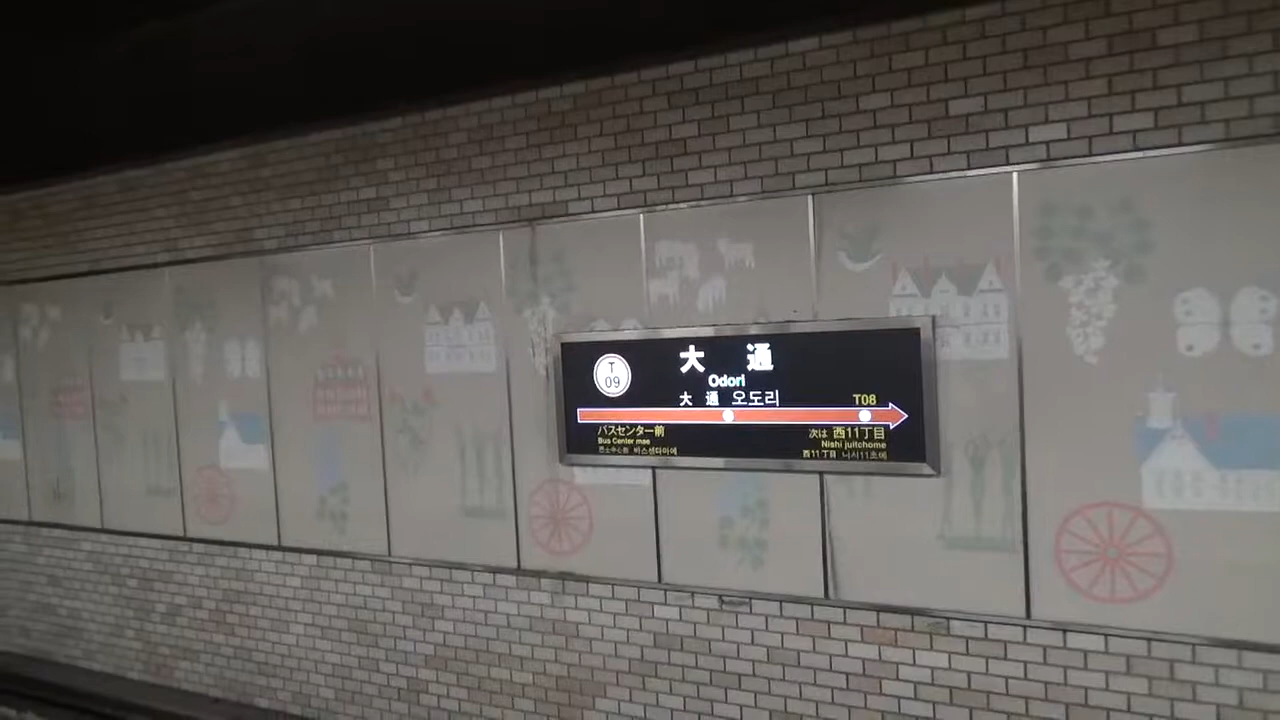 T
09
大 通
Odori
大 通 오도리
T08
バスセンター前
Bus Center mae
巴士中心前 버스센터마에
次は 西11丁目
Nishi juitchome
西11丁目 니시11초메